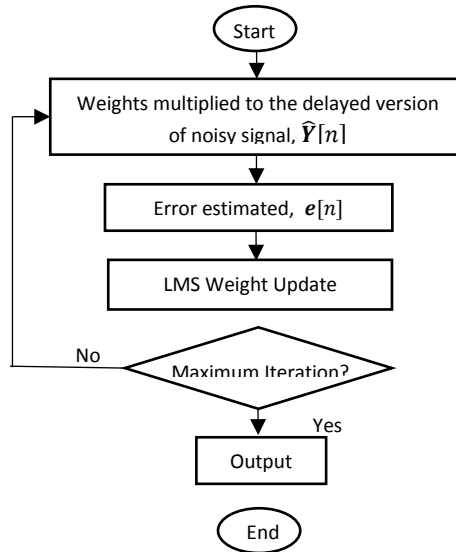 Start
Weights multiplied to the delayed version
of noisy signal, Ŷ[n]
Error estimated, e[n]
LMS Weight Update
No
Maximum Iteration?
Yes
Output
End